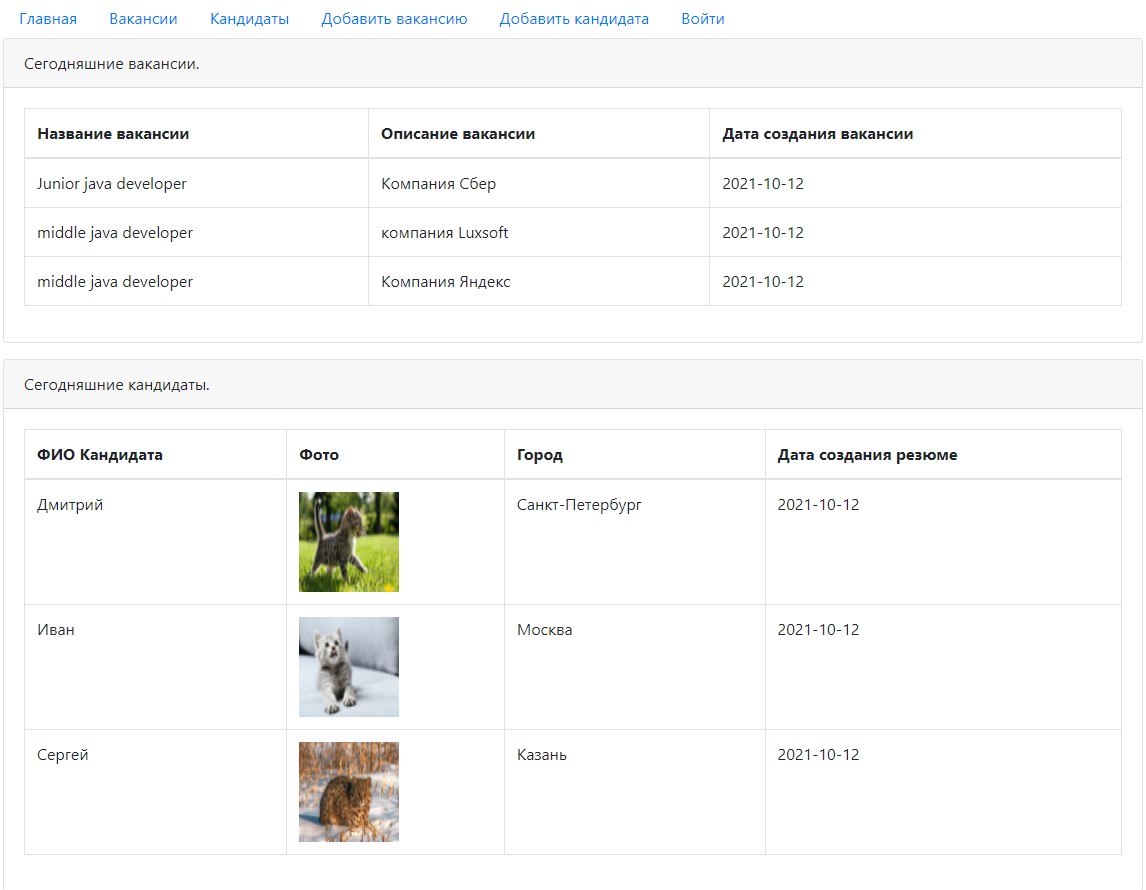 Главная Вакансии Кандидаты Добавить вакансию Добавить кандидата Войти
Сегодняшние вакансии.
Название вакансии Описание вакансии Дата создания вакансии
Junior java developer Компания Сбер 2021-10-12
middle java developer компания Luxsoft 2021-10-12
middle java developer Компания Яндекс 2021-10-12
Сегодняшние кандидаты.
ФИО Кандидата Фото Город Дата создания резюме
Дмитрий Санкт-Петербург 2021-10-12
Иван Москва 2021-10-12
Сергей Казань 2021-10-12